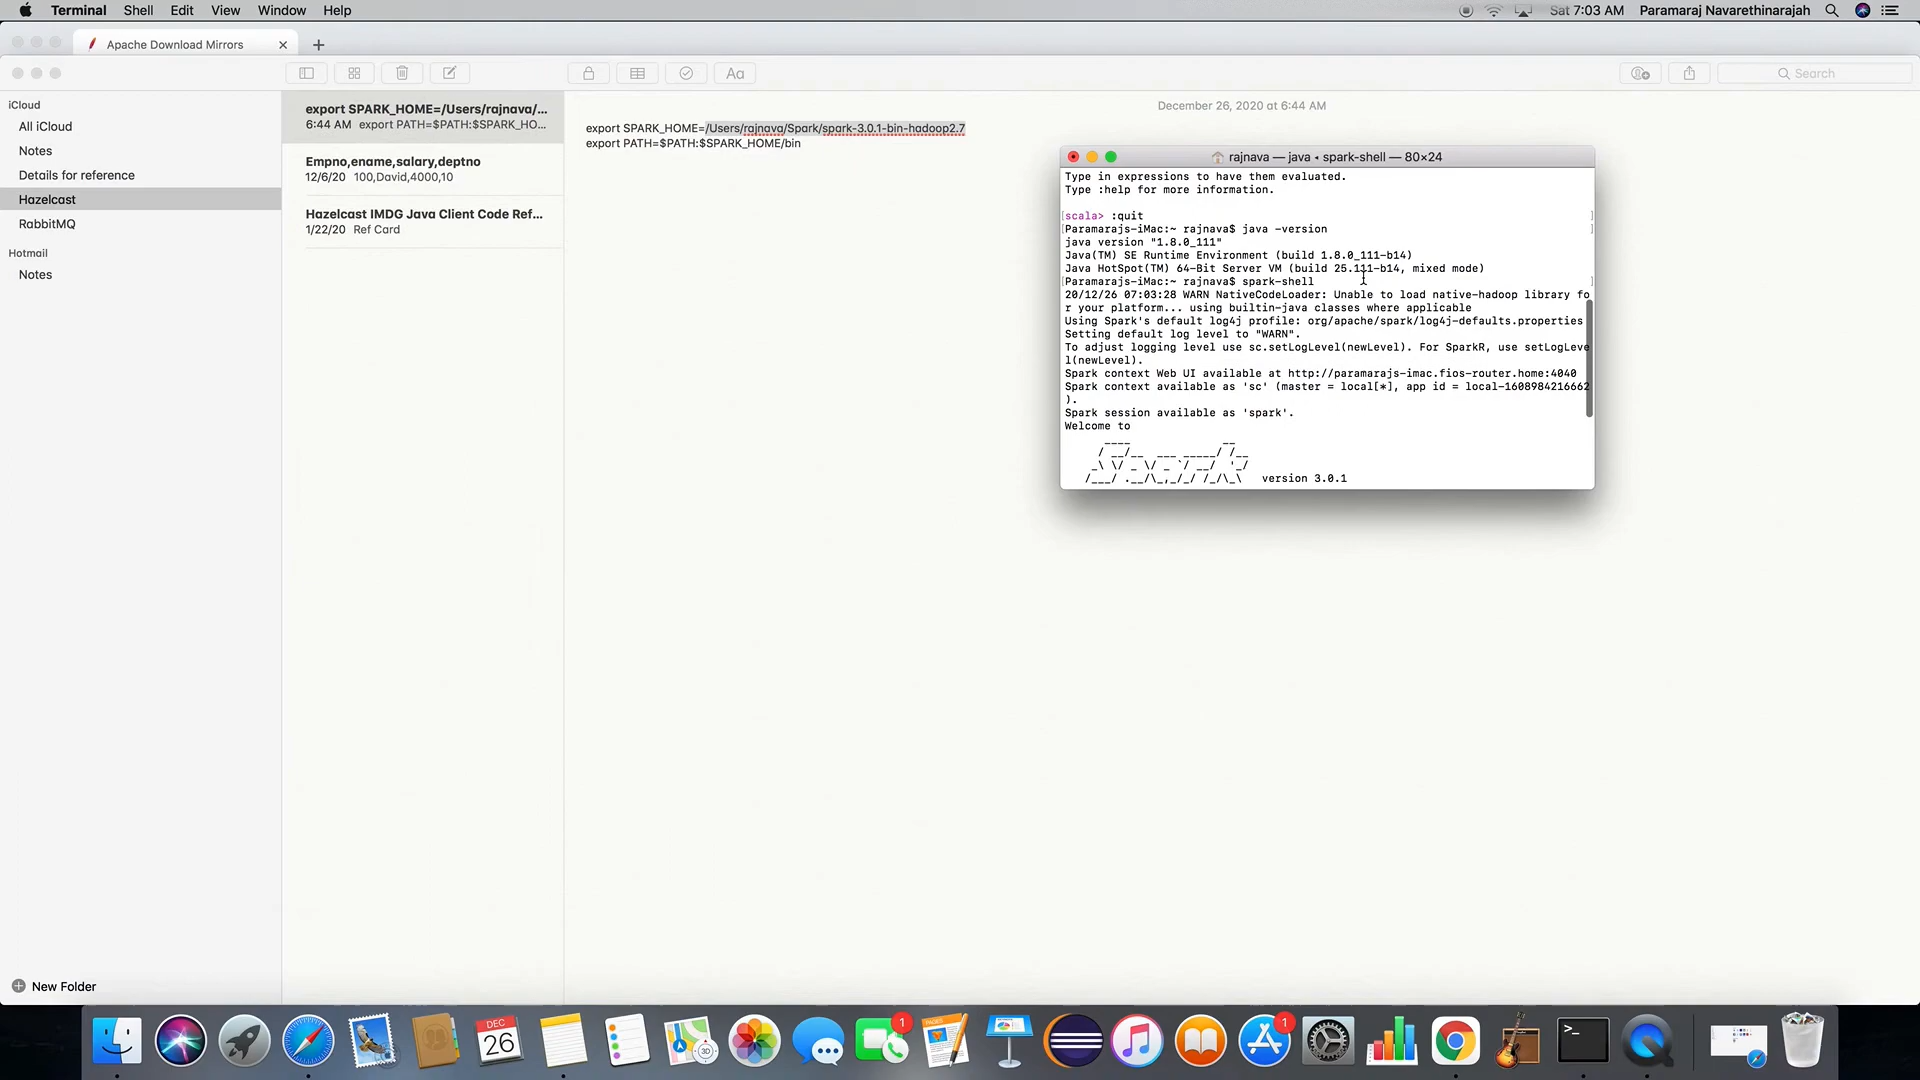 Terminal Shell Edit View Window Help
Sat 7:03 AM Paramaraj Navarethinarajah
Apache Download Mirrors
Aa
Search
iCloud
All iCloud
Notes
Details for reference
Hazelcast
RabbitMQ
Hotmail
Notes
New Folder
export SPARK_HOME=/Users/rajnava/...
6:44 AM export PATH=$PATH:$SPARK_HO...
Empno,ename,salary,deptno
12/6/20 100,David,4000,10
Hazelcast IMDG Java Client Code Ref...
1/22/20 Ref Card
December 26, 2020 at 6:44 AM
export SPARK_HOME=/Users/rajnava/Spark/spark-3.0.1-bin-hadoop2.7
export PATH=$PATH:$SPARK_HOME/bin
rajnava — java ◂ spark-shell — 80×24
Type in expressions to have them evaluated.
Type :help for more information.
scala> :quit
Paramarajs-iMac:~ rajnava$ java -version
java version "1.8.0_111"
Java(TM) SE Runtime Environment (build 1.8.0_111-b14)
Java HotSpot(TM) 64-Bit Server VM (build 25.111-b14, mixed mode)
Paramarajs-iMac:~ rajnava$ spark-shell
20/12/26 07:03:28 WARN NativeCodeLoader: Unable to load native-hadoop library fo
r your platform... using builtin-java classes where applicable
Using Spark's default log4j profile: org/apache/spark/log4j-defaults.properties
Setting default log level to "WARN".
To adjust logging level use sc.setLogLevel(newLevel). For SparkR, use setLogLeve
l(newLevel).
Spark context Web UI available at http://paramarajs-imac.fios-router.home:4040
Spark context available as 'sc' (master = local[*], app id = local-1608984216662
).
Spark session available as 'spark'.
Welcome to
version 3.0.1
DEC
26
3D
1
1
>_